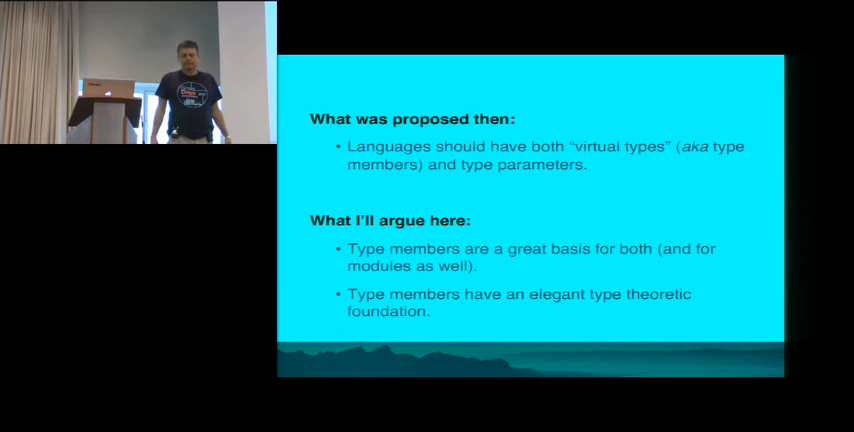 Days
What was proposed then:
• Languages should have both “virtual types” (aka type
members) and type parameters.
What I’ll argue here:
• Type members are a great basis for both (and for
modules as well).
• Type members have an elegant type theoretic
foundation.